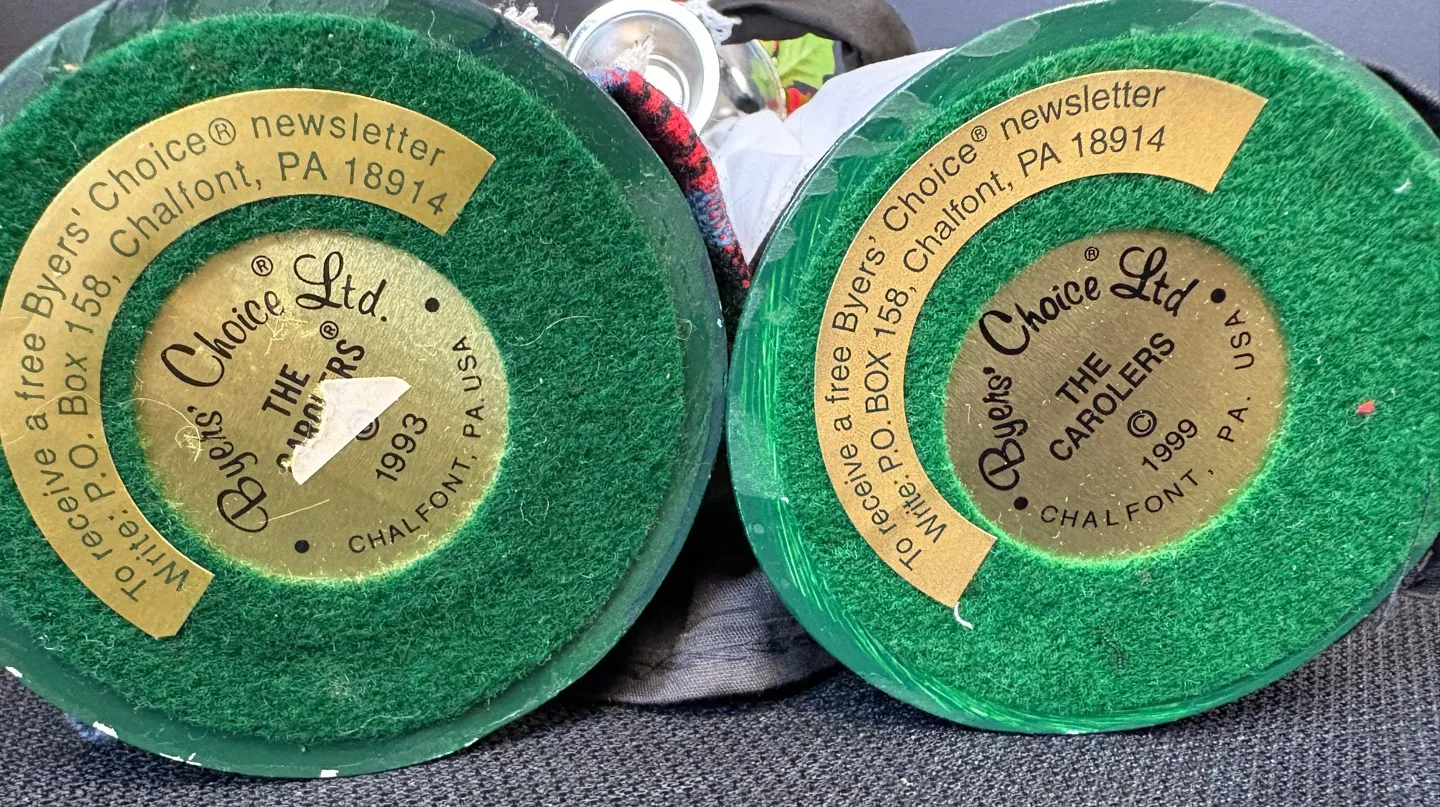 To receive a free Byers' Choice® newsletter
Write: P.O. Box 158, Chalfont, PA 18914
Byers' Choice Ltd.
®
THE
®
© 1993
CHALFONT, PA. USA
To receive a free Byers' Choice® newsletter
Write: P.O. BOX 158, Chalfont, PA 18914
Byers' Choice Ltd
®
THE
CAROLERS
©
1999
CHALFONT, PA. USA